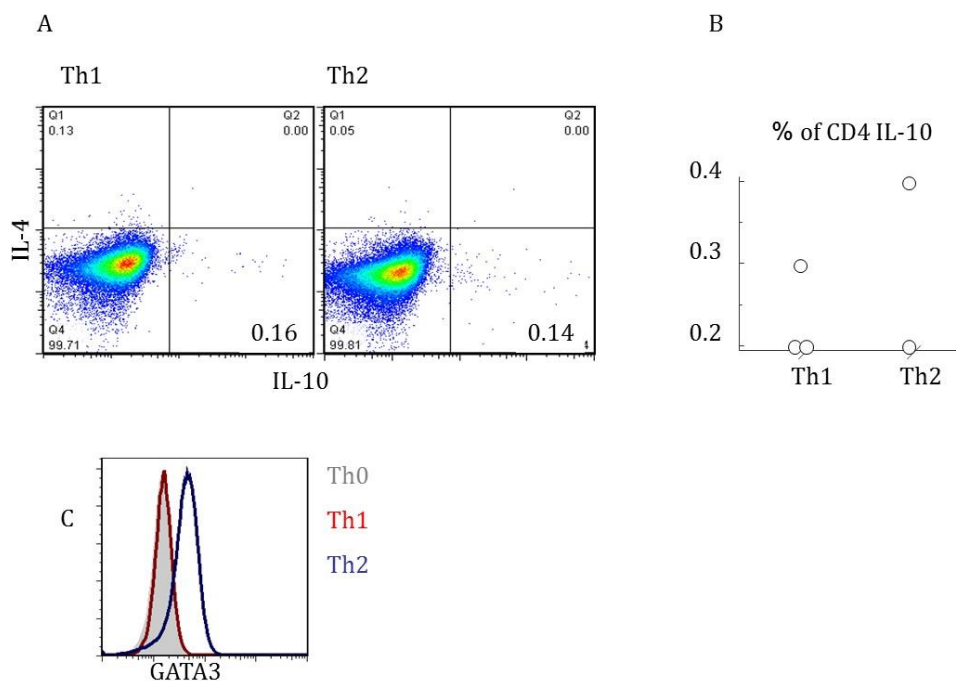 A
B
Th1
Th2
Q1
0.13
Q2
0.00
Q1
0.05
Q2
0.00
IL-4
Q4
99.71
0.16
Q4
99.81
0.14
IL-10
% of CD4 IL-10
0.4
0.3
0.2
Th1
Th2
C
Th0
Th1
Th2
GATA3